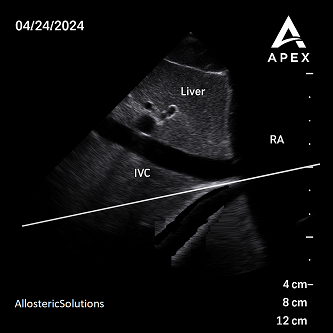 04/24/2024
APEX
Liver
RA
IVC
4 cm
8 cm
12 cm
AllostericSolutions